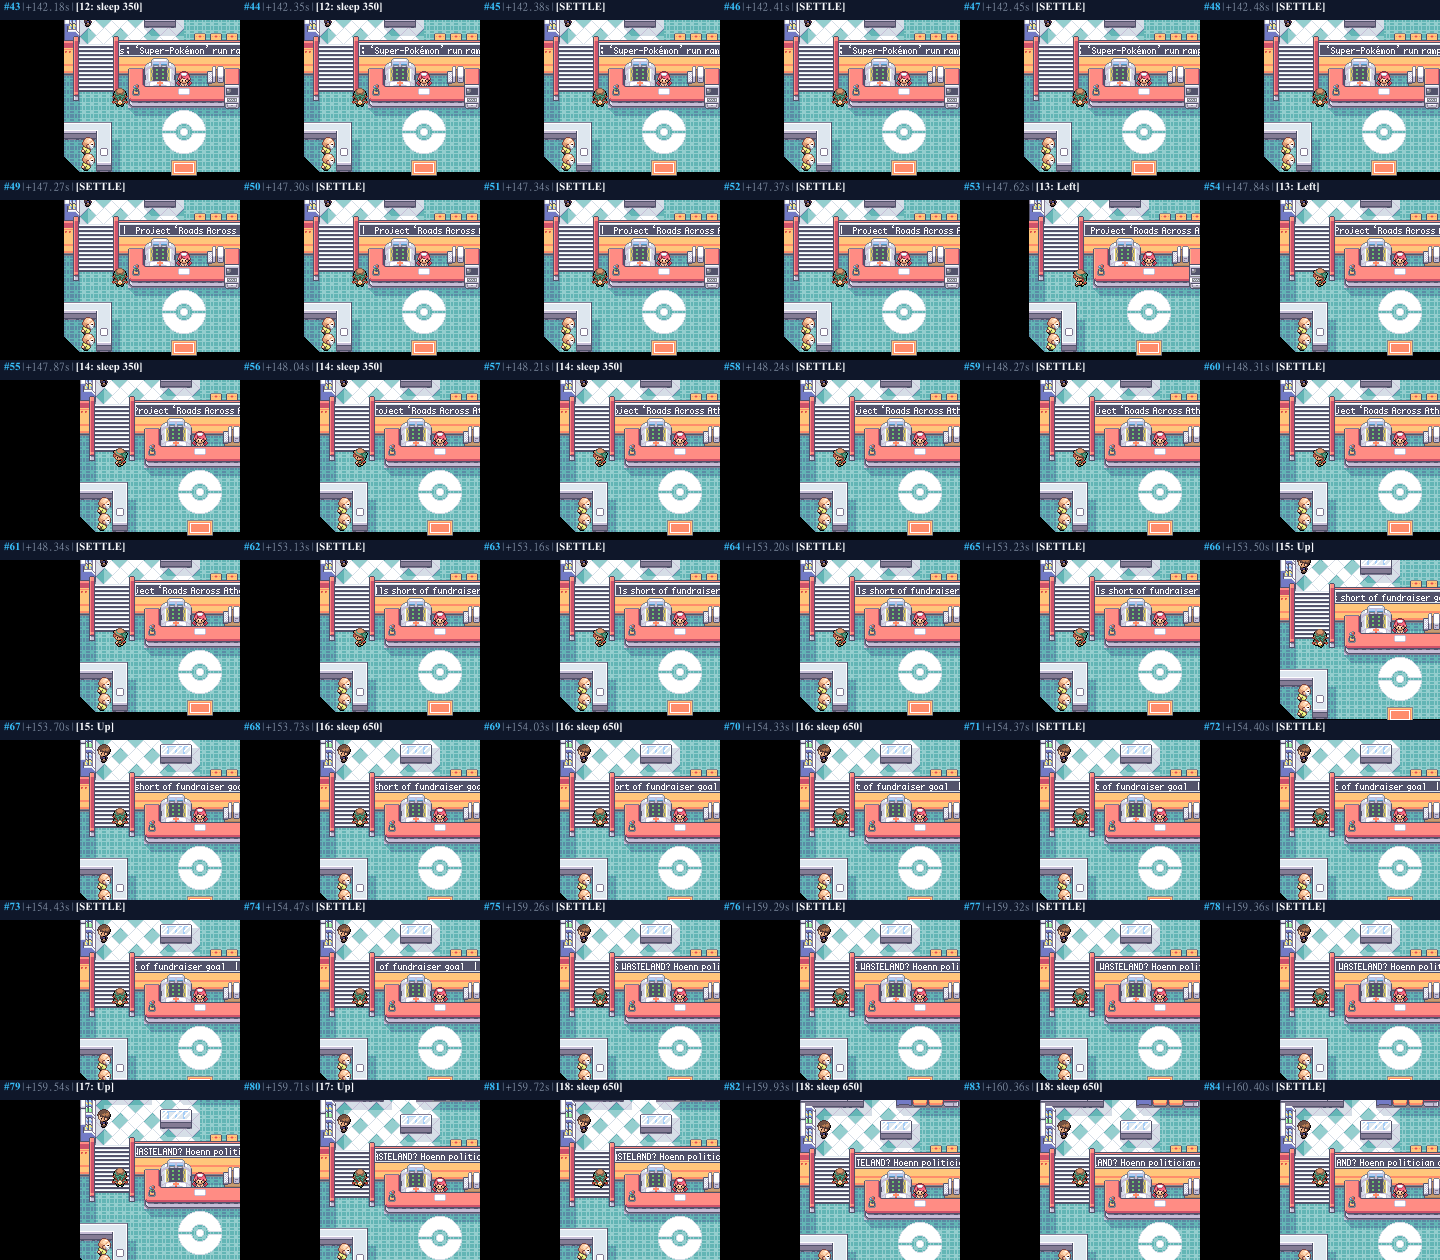 #43|+142.18s|[12: sleep 350] #44|+142.35s|[12: sleep 350] #45|+142.38s|[SETTLE] #46|+142.41s|[SETTLE] #47|+142.45s|[SETTLE] #48|+142.48s|[SETTLE]
s: 'Super-Pokémon' run ra : 'Super-Pokémon' run ram : 'Super-Pokémon' run ram : 'Super-Pokémon' run ram : 'Super-Pokémon' run ramp 'Super-Pokémon' run ramp
#49|+147.27s|[SETTLE] #50|+147.30s|[SETTLE] #51|+147.34s|[SETTLE] #52|+147.37s|[SETTLE] #53|+147.62s|[13: Left] #54|+147.84s|[13: Left]
| Project 'Roads Across | Project 'Roads Across | Project 'Roads Across | Project 'Roads Across Project 'Roads Across A Project 'Roads Across A
#55|+147.87s|[14: sleep 350] #56|+148.04s|[14: sleep 350] #57|+148.21s|[14: sleep 350] #58|+148.24s|[SETTLE] #59|+148.27s|[SETTLE] #60|+148.31s|[SETTLE]
Project 'Roads Across A roject 'Roads Across At oject 'Roads Across Ath ject 'Roads Across Ath ject 'Roads Across Ath ject 'Roads Across Ath
#61|+148.34s|[SETTLE] #62|+153.13s|[SETTLE] #63|+153.16s|[SETTLE] #64|+153.20s|[SETTLE] #65|+153.23s|[SETTLE] #66|+153.50s|[15: Up]
ject 'Roads Across Ath lls short of fundraiser ls short of fundraiser ls short of fundraiser ls short of fundraiser short of fundraiser go
#67|+153.70s|[15: Up] #68|+153.73s|[16: sleep 650] #69|+154.03s|[16: sleep 650] #70|+154.33s|[16: sleep 650] #71|+154.37s|[SETTLE] #72|+154.40s|[SETTLE]
short of fundraiser goa short of fundraiser goa ort of fundraiser goal t of fundraiser goal | t of fundraiser goal | t of fundraiser goal |
#73|+154.43s|[SETTLE] #74|+154.47s|[SETTLE] #75|+159.26s|[SETTLE] #76|+159.29s|[SETTLE] #77|+159.32s|[SETTLE] #78|+159.36s|[SETTLE]
of fundraiser goal | of fundraiser goal | S WASTELAND? Hoenn poli WASTELAND? Hoenn poli WASTELAND? Hoenn poli WASTELAND? Hoenn polit
#79|+159.54s|[17: Up] #80|+159.71s|[17: Up] #81|+159.72s|[18: sleep 650] #82|+159.93s|[18: sleep 650] #83|+160.36s|[18: sleep 650] #84|+160.40s|[SETTLE]
WASTELAND? Hoenn politi ASTELAND? Hoenn politic ASTELAND? Hoenn politic TELAND? Hoenn politicia AND? Hoenn politician AND? Hoenn politician